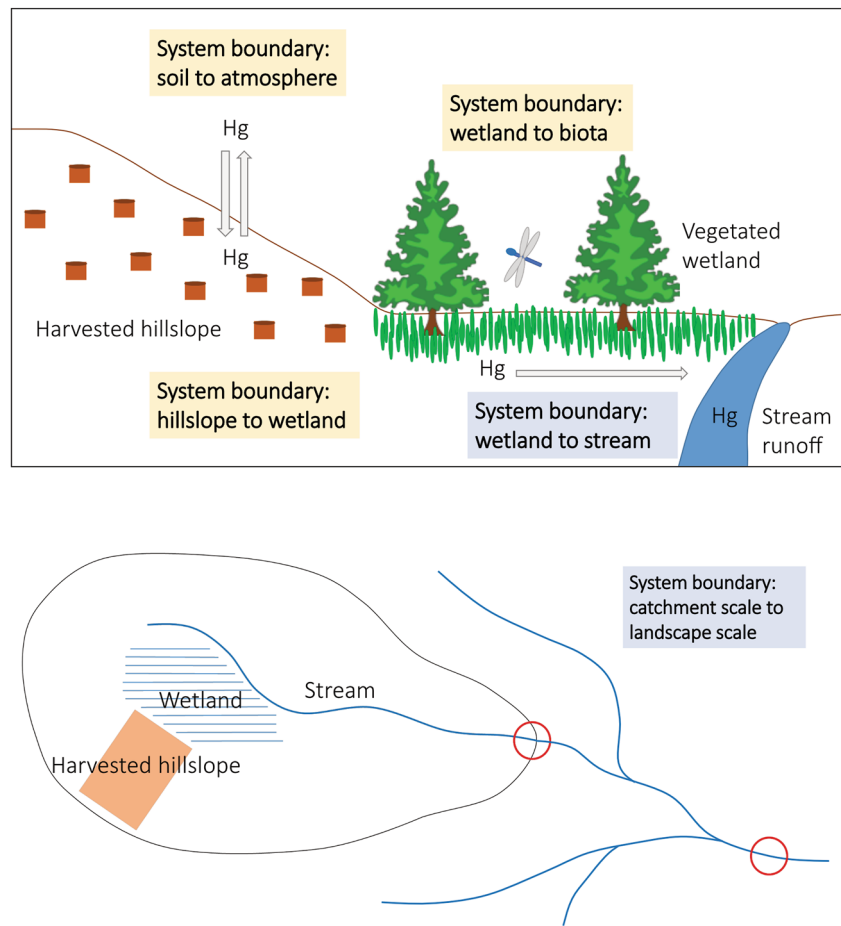 System boundary:
soil to atmosphere
System boundary:
wetland to biota
Hg
Hg
Vegetated
wetland
Harvested hillslope
System boundary:
hillslope to wetland
Hg
System boundary:
wetland to stream
Hg
Stream
runoff
System boundary:
catchment scale to
landscape scale
Wetland
Stream
Harvested hillslope